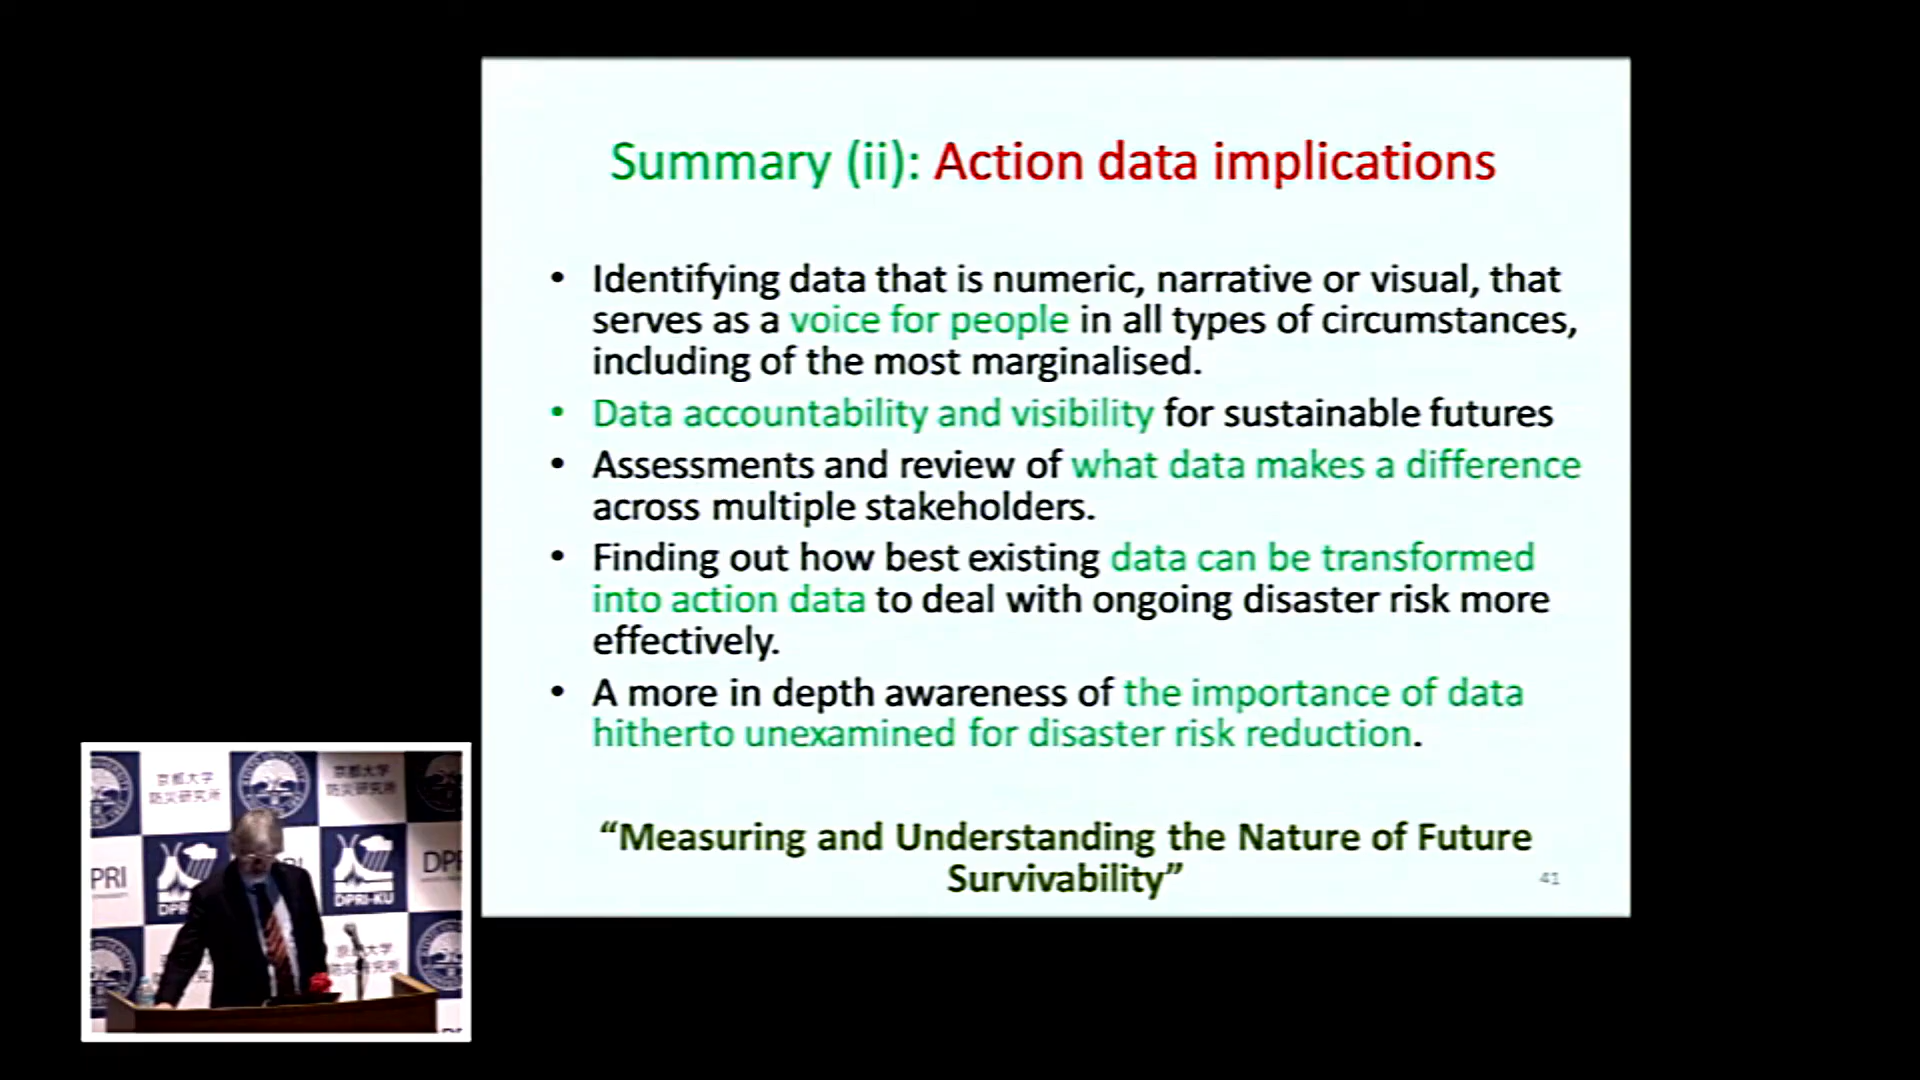 Summary (ii): Action data implications
• Identifying data that is numeric, narrative or visual, that
serves as a voice for people in all types of circumstances,
including of the most marginalised.
• Data accountability and visibility for sustainable futures
• Assessments and review of what data makes a difference
across multiple stakeholders.
• Finding out how best existing data can be transformed
into action data to deal with ongoing disaster risk more
effectively.
• A more in depth awareness of the importance of data
hitherto unexamined for disaster risk reduction.
“Measuring and Understanding the Nature of Future
Survivability”
41
京都大学
防災研究所
京都大学
防災研究所
PRI
DPRI-KU
DPR
京都大学
防災研究所